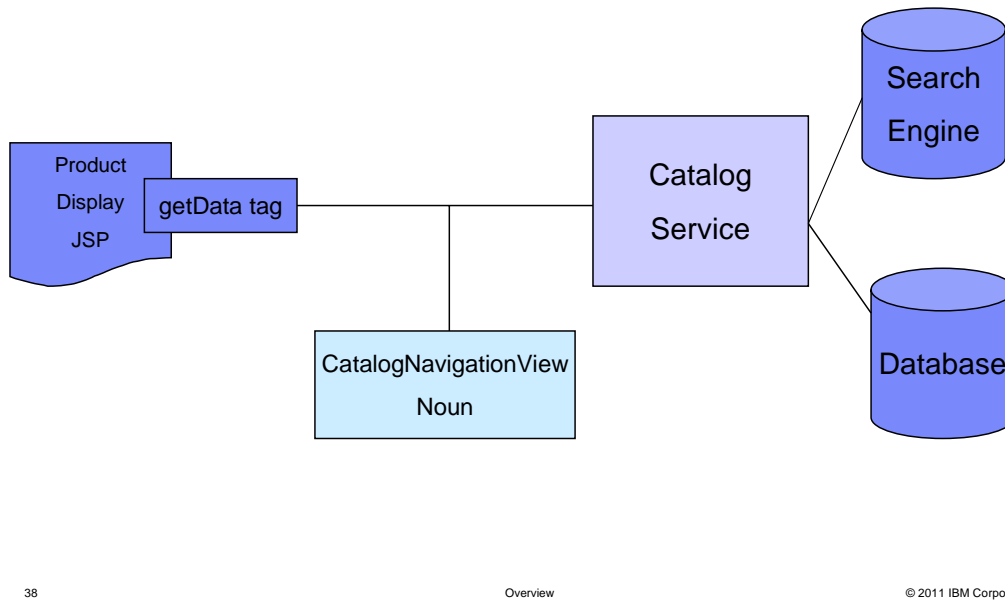 Search
Engine
Product
Display
JSP
getData tag
Catalog
Service
CatalogNavigationView
Noun
Database
38
Overview
© 2011 IBM Corpo